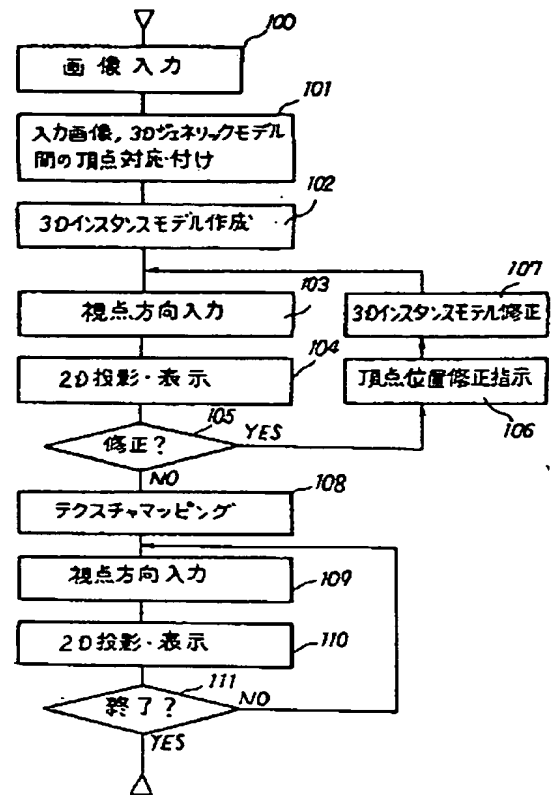 100
画像入力
101
入力画像,3Dジェネリックモデル
間の頂点対応付け
102
3Dインスタンスモデル作成
103
視点方向入力
107
3Dインスタンスモデル修正
104
2D投影・表示
頂点位置修正指示
106
105
修正?
YES
NO
108
テクスチャマッピング
視点方向入力
109
2D投影・表示
110
111
終了?
NO
YES